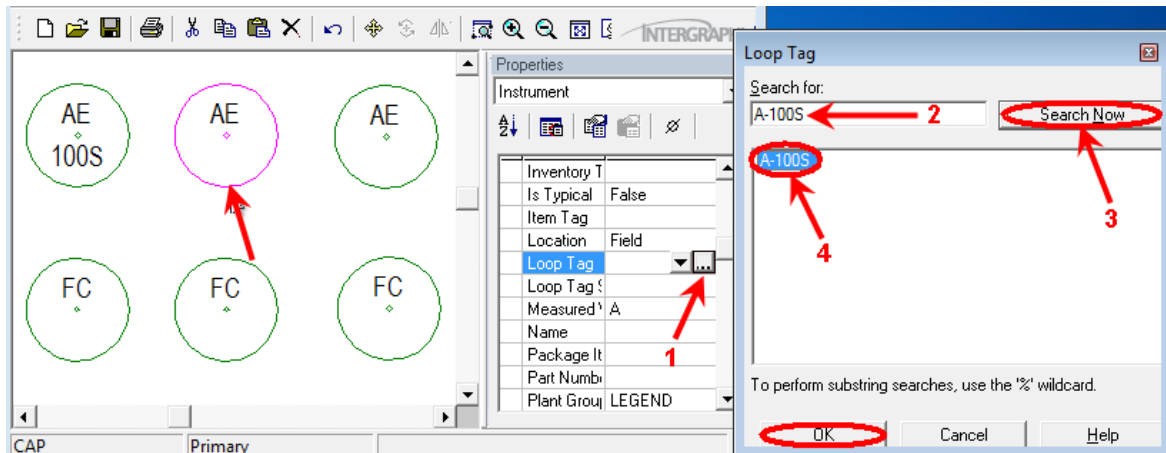 INTERGRAPH
AE
100S
AE
AE
FC
FC
FC
CAP
Primary
Properties
Instrument
Inventory T
Is Typical False
Item Tag
Location Field
Loop Tag ...
Loop Tag S
Measured V A
Name
Package It
Part Numb
Plant Group LEGEND
1
Loop Tag
Search for:
A-100S
2
Search Now
A-100S
3
4
To perform substring searches, use the '%' wildcard.
OK
Cancel
Help